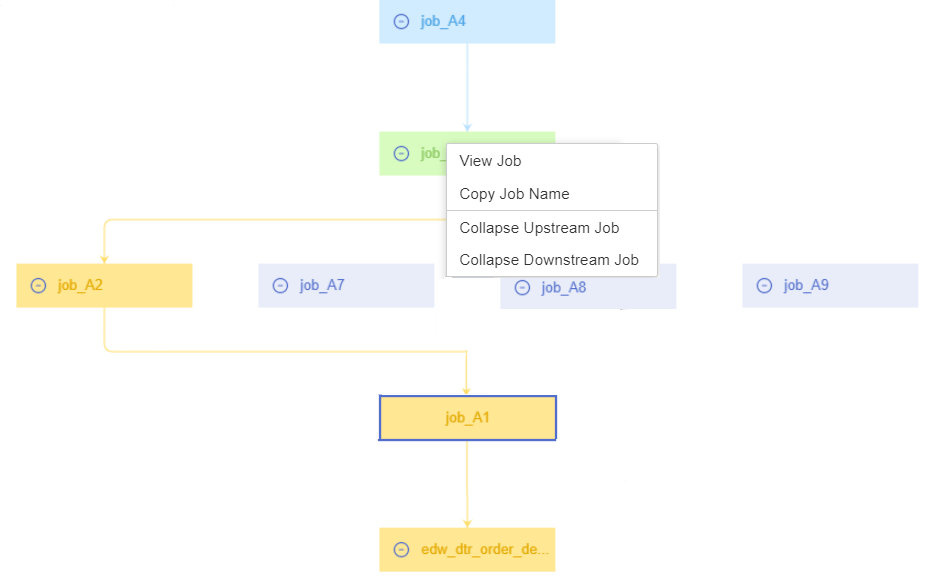 job_A4
job_
View Job
Copy Job Name
Collapse Upstream Job
Collapse Downstream Job
job_A2
job_A7
job_A8
job_A9
job_A1
edw_dtr_order_de...